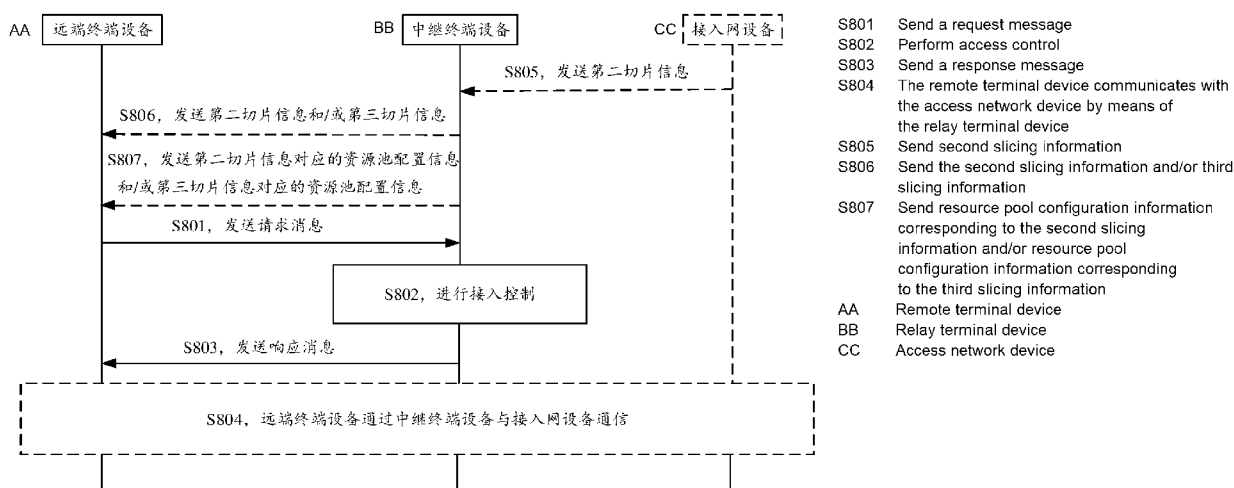 AA 远端终端设备 BB 中继终端设备 CC 接入网设备
S805，发送第二切片信息
S806，发送第二切片信息和/或第三切片信息
S807，发送第二切片信息对应的资源池配置信息
和/或第三切片信息对应的资源池配置信息
S801，发送请求消息
S802，进行接入控制
S803，发送响应消息
S804，远端终端设备通过中继终端设备与接入网设备通信
S801 Send a request message
S802 Perform access control
S803 Send a response message
S804 The remote terminal device communicates with
the access network device by means of
the relay terminal device
S805 Send second slicing information
S806 Send the second slicing information and/or third
slicing information
S807 Send resource pool configuration information
corresponding to the second slicing
information and/or resource pool
configuration information corresponding
to the third slicing information
AA Remote terminal device
BB Relay terminal device
CC Access network device